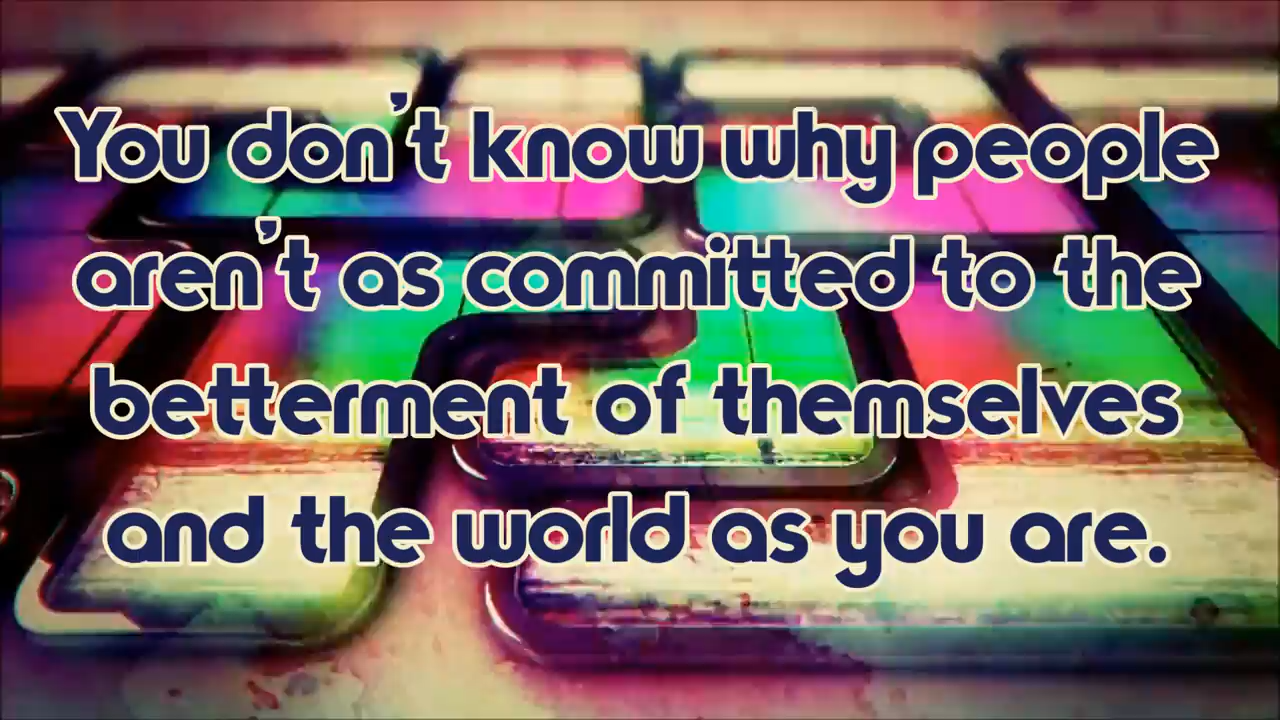 You don't know why people
aren't as committed to the
betterment of themselves
and the world as you are.